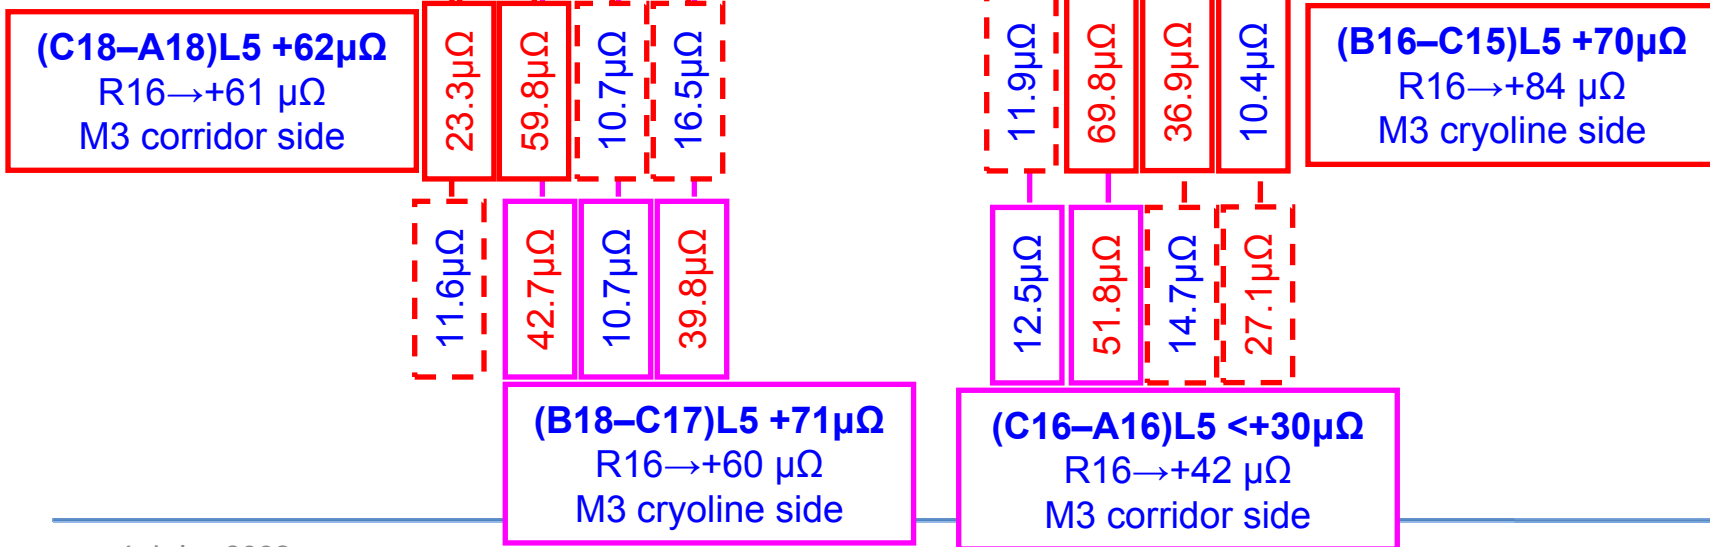 (C18–A18)L5 +62µΩ
R16→+61 µΩ
M3 corridor side
23.3µΩ
59.8µΩ
10.7µΩ
16.5µΩ
11.9µΩ
69.8µΩ
36.9µΩ
10.4µΩ
(B16–C15)L5 +70µΩ
R16→+84 µΩ
M3 cryoline side
11.6µΩ
42.7µΩ
10.7µΩ
39.8µΩ
12.5µΩ
51.8µΩ
14.7µΩ
27.1µΩ
(B18–C17)L5 +71µΩ
R16→+60 µΩ
M3 cryoline side
(C16–A16)L5 <+30µΩ
R16→+42 µΩ
M3 corridor side